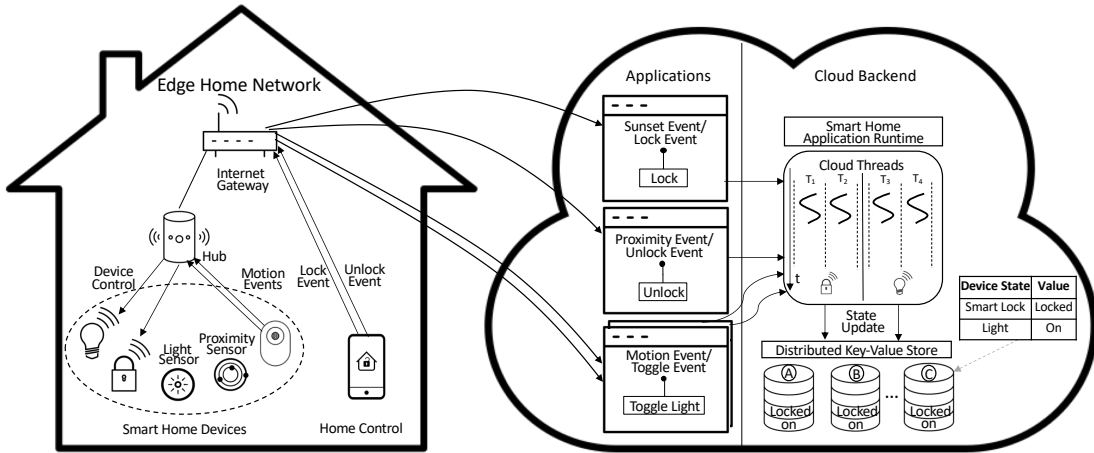 Edge Home Network
Internet
Gateway
Hub
Device
Control
Motion
Events
Lock
Event
Unlock
Event
Light
Sensor
Proximity
Sensor
Smart Home Devices
Home Control
Applications
Sunset Event/
Lock Event
Lock
Proximity Event/
Unlock Event
Unlock
Motion Event/
Toggle Event
Toggle Light
Cloud Backend
Smart Home
Application Runtime
Cloud Threads
T1 T2 T3 T4
t
State
Update
Distributed Key-Value Store
A B C
...
Locked Locked Locked
on on on
Device State Value
Smart Lock Locked
Light On